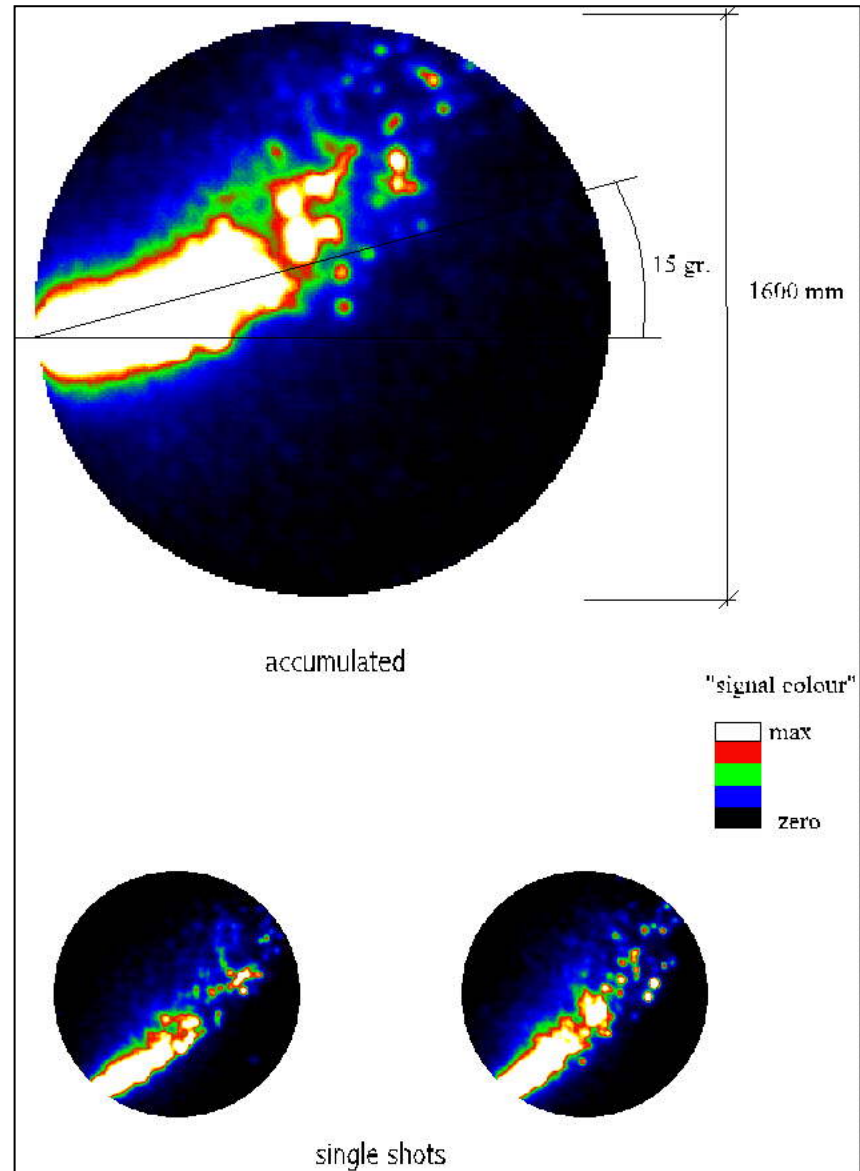 15 gr.
1600 mm
accumulated
"signal colour"
max
zero
single shots